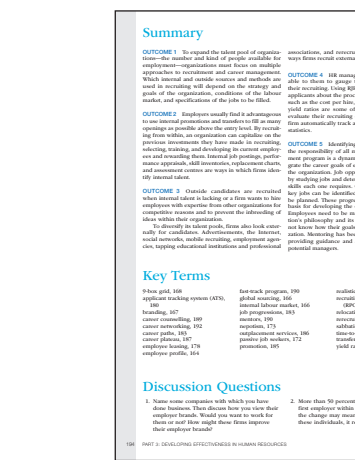 Summary
OUTCOME 1 To expand the talent pool of organiza-
tions—the number and kind of people available for
employment—organizations must focus on multiple
approaches to recruitment and career management.
Which internal and outside sources and methods are
used in recruiting will depend on the strategy and
goals of the organization, conditions of the labour
market, and specifications of the jobs to be filled.
OUTCOME 2 Employers usually find it advantageous
to use internal promotions and transfers to fill as many
openings as possible above the entry level. By recruit-
ing from within, an organization can capitalize on the
previous investments they have made in recruiting,
selecting, training, and developing its current employ-
ees and rewarding them. Internal job postings, perfor-
mance appraisals, skill inventories, replacement charts,
and assessment centres are ways in which firms iden-
tify internal talent.
OUTCOME 3 Outside candidates are recruited
when internal talent is lacking or a firm wants to hire
employees with expertise from other organizations for
competitive reasons and to prevent the inbreeding of
ideas within their organization.
To diversify its talent pools, firms also look exter-
nally for candidates. Advertisements, the Internet,
social networks, mobile recruiting, employment agen-
cies, tapping educational institutions and professional
associations, and rerecru
ways firms recruit externa
OUTCOME 4 HR manag
able to them to gauge t
their recruiting. Using RJP
applicants about the proc
such as the cost per hire,
yield ratios are some of
evaluate their recruiting
firm automatically track a
statistics.
OUTCOME 5 Identifying
the responsibility of all m
ment program is a dynam
grate the career goals of e
the organization. Job opp
by studying jobs and deta
skills each one requires.
key jobs can be identified
be planned. These progre
basis for developing the
Employees need to be m
tion's philosophy and its
not know how their goals
zation. Mentoring has bee
providing guidance and
potential managers.
Key Terms
9-box grid, 168
applicant tracking system (ATS),
180
branding, 167
career counselling, 189
career networking, 192
career paths, 183
career plateau, 187
employee leasing, 178
employee profile, 164
fast-track program, 190
global sourcing, 166
internal labour market, 166
job progressions, 183
mentors, 190
nepotism, 173
outplacement services, 186
passive job seekers, 172
promotion, 185
realistic
recruiti
(RPC
relocati
rerecru
sabbati
time-to-
transfer
yield ra
Discussion Questions
1. Name some companies with which you have
done business. Then discuss how you view their
employer brands. Would you want to work for
them or not? How might these firms improve
their employer brands?
2. More than 50 percent
first employer within
the change may mean
these individuals, it re
194 PART 3: DEVELOPING EFFECTIVENESS IN HUMAN RESOURCES